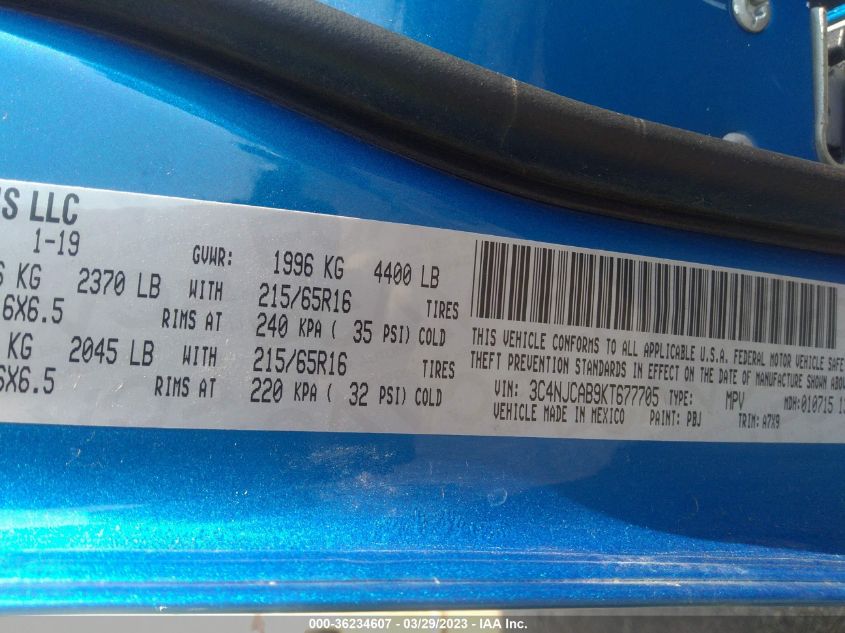 LLC
1-19
GVWR: 1996 KG 4400 LB
KG 2370 LB WITH 215/65R16 TIRES
6X6.5 RIMS AT 240 KPA ( 35 PSI) COLD
KG 2045 LB WITH 215/65R16 TIRES
6X6.5 RIMS AT 220 KPA ( 32 PSI) COLD
THIS VEHICLE CONFORMS TO ALL APPLICABLE U.S.A. FEDERAL MOTOR VEHICLE SAFE
THEFT PREVENTION STANDARDS IN EFFECT ON THE DATE OF MANUFACTURE SHOWN ABOV
VIN: 3C4NJCAB9KT677705 TYPE: MPV MDH:010715
VEHICLE MADE IN MEXICO PAINT: PBJ TRIM: A7X9
000-36234607 - 03/29/2023 - IAA Inc.